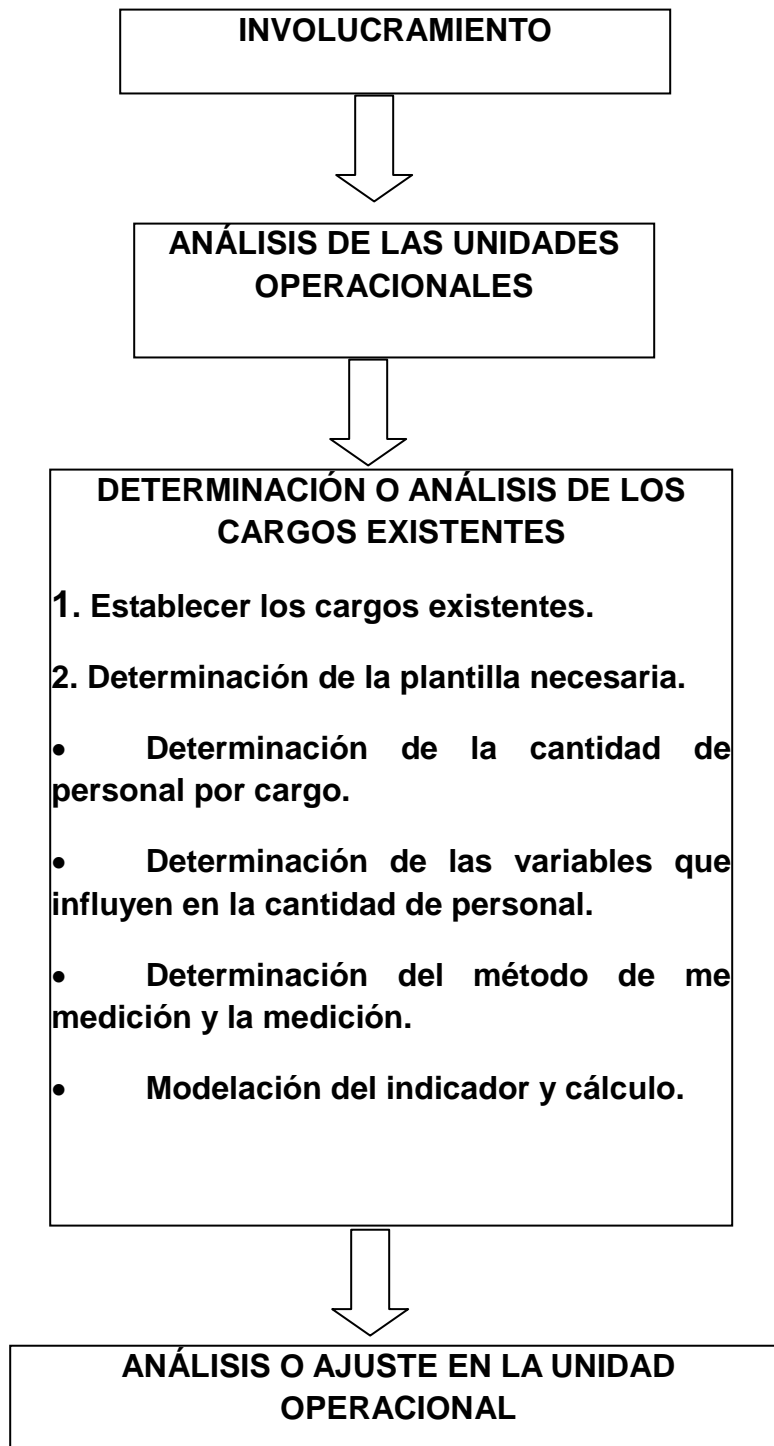 INVOLUCRAMIENTO
ANÁLISIS DE LAS UNIDADES
OPERACIONALES
DETERMINACIÓN O ANÁLISIS DE LOS
CARGOS EXISTENTES
1. Establecer los cargos existentes.
2. Determinación de la plantilla necesaria.
• Determinación de la cantidad de
personal por cargo.
• Determinación de las variables que
influyen en la cantidad de personal.
• Determinación del método de me
medición y la medición.
• Modelación del indicador y cálculo.
ANÁLISIS O AJUSTE EN LA UNIDAD
OPERACIONAL